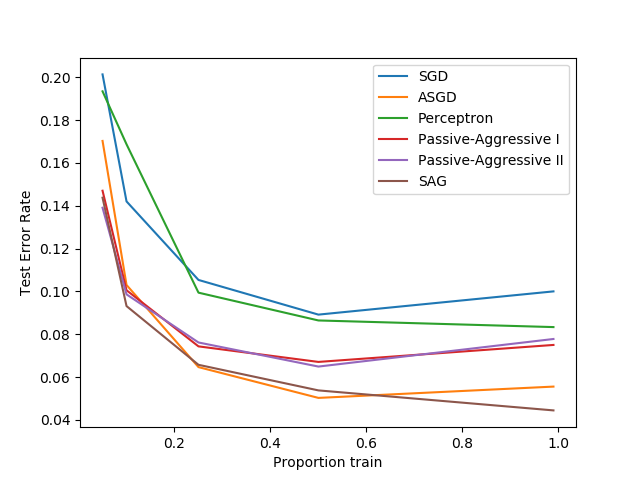 SGD
ASGD
Perceptron
Passive-Aggressive I
Passive-Aggressive II
SAG
0.20
0.18
0.16
0.14
0.12
0.10
0.08
0.06
0.04
Test Error Rate
0.2 0.4 0.6 0.8 1.0
Proportion train